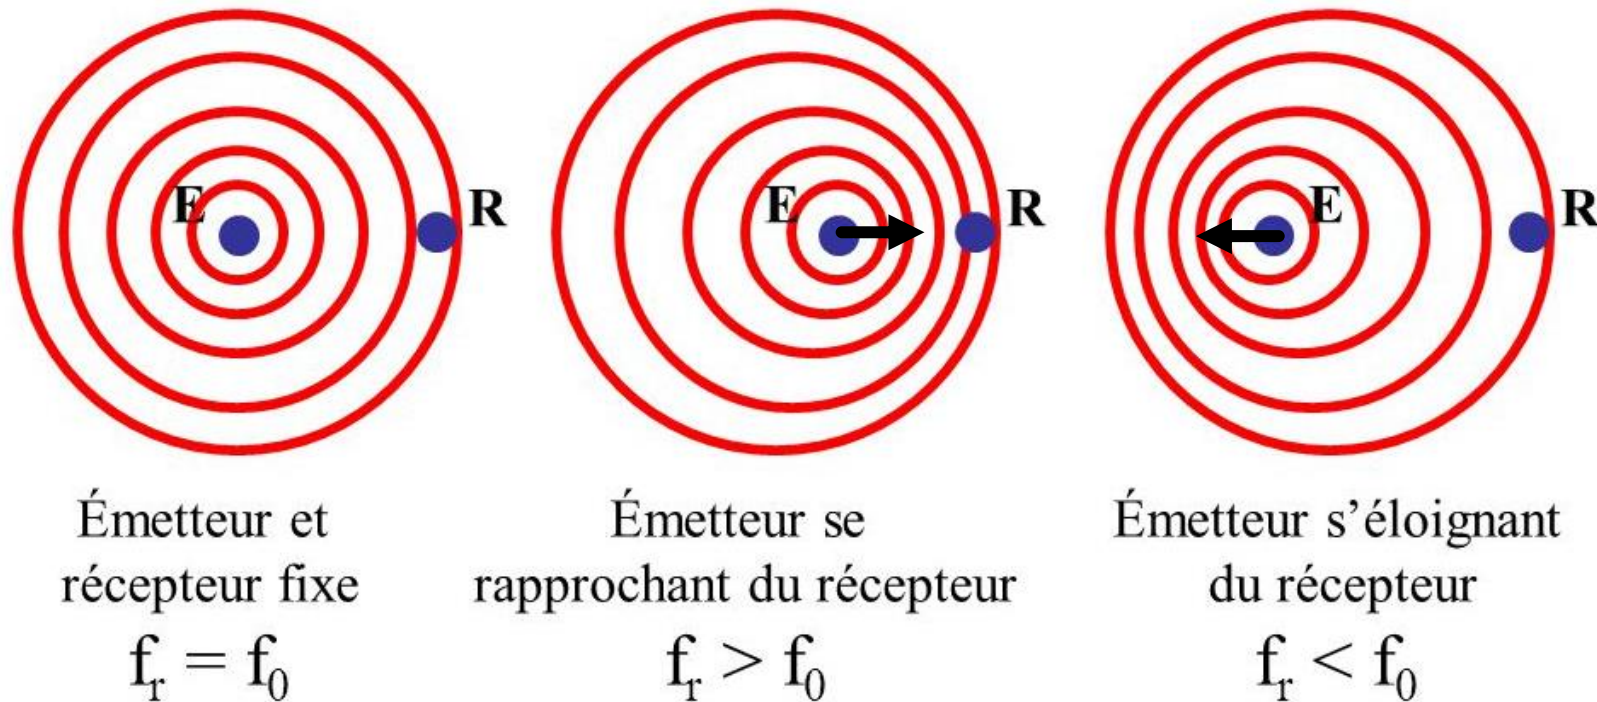 E R
E R
E R
Émetteur et
récepteur fixe
fᵣ = f₀
Émetteur se
rapprochant du récepteur
fᵣ > f₀
Émetteur s’éloignant
du récepteur
fᵣ < f₀